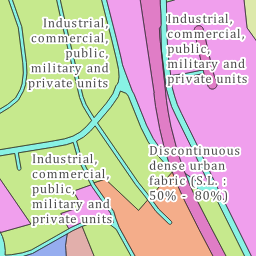 Industrial,
commercial,
public,
military and
private units
Industrial,
commercial,
public,
military and
private units
Industrial,
commercial,
public,
military and
private units
Discontinuous
dense urban
fabric (S.L. :
50% - 80%)